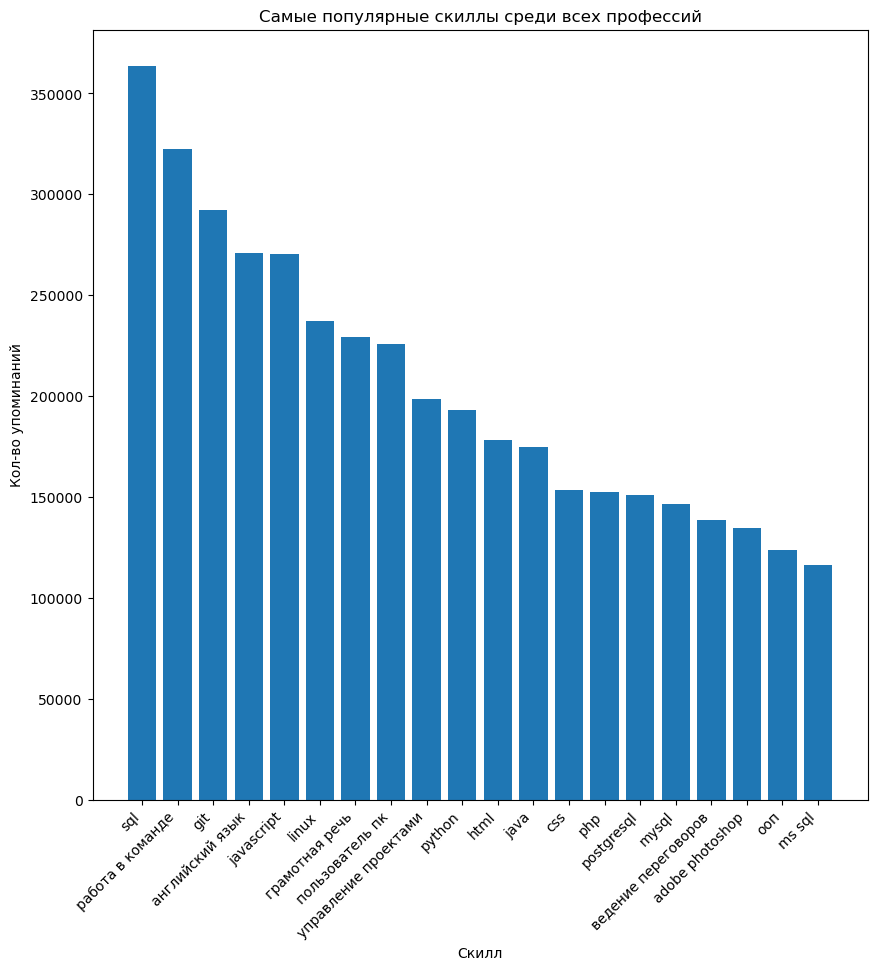 Самые популярные скиллы среди всех профессий
Кол-во упоминаний
350000
300000
250000
200000
150000
100000
50000
0
sql
работа в команде
git
английский язык
javascript
linux
грамотная речь
пользователь пк
управление проектами
python
html
java
css
php
postgresql
mysql
ведение переговоров
adobe photoshop
ооп
ms sql
Скилл